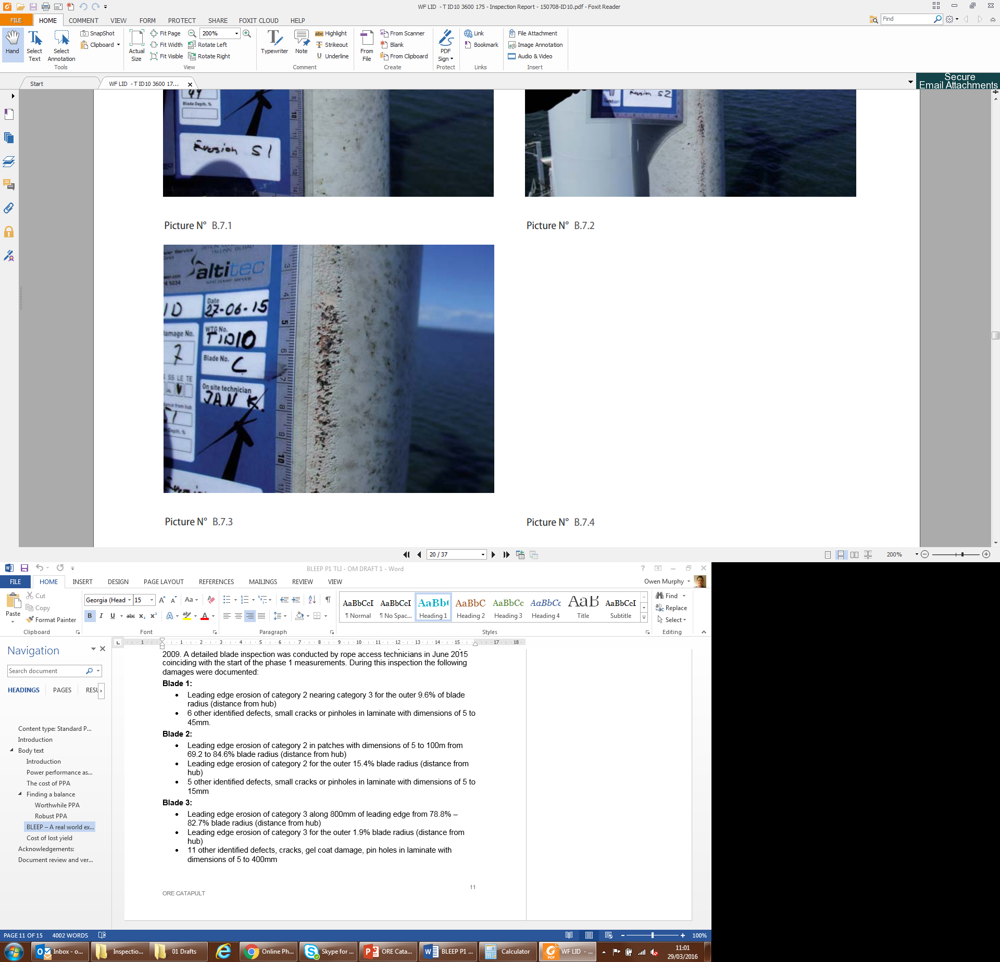 WF LID - T ID10 3600 175 - Inspection Report - 150708-ID10.pdf - Foxit Reader
FILE HOME COMMENT VIEW FORM PROTECT SHARE FOXIT CLOUD HELP
Find
Hand
Select Text
Select Annotation
SnapShot
Clipboard
Tools
Actual Size
Fit Page
Fit Width
Fit Visible
200%
Rotate Left
Rotate Right
View
Typewriter
Note
Highlight
Strikeout
Underline
Comment
From File
From Scanner
Blank
From Clipboard
Create
PDF Sign
Protect
Link
Bookmark
Links
File Attachment
Image Annotation
Audio & Video
Insert
Start
WF LID - T ID10 3600 17...
Secure
Email Attachments
Blade Depth, %
Erosion S1
Erosion S2
Picture N° B.7.1
Picture N° B.7.2
altitec
wind power service
Date
27-06-15
Damage No.
7
WTG No.
TID10
Blade No.
C
SS LE TE
On site technician
JAN K.
Picture N° B.7.3
Picture N° B.7.4
20 / 37
200%
BLEEP P1 TLI - OM DRAFT 1 - Word
FILE HOME INSERT DESIGN PAGE LAYOUT REFERENCES MAILINGS REVIEW VIEW
Owen Murphy
Paste
Cut
Copy
Format Painter
Clipboard
Georgia (Head
15
Font
Paragraph
AaBbCcI AaBbCcI AaBb( AaBbC AaBbCc AaBbCc AaB AaBbCcI
¶ Normal ¶ No Spac... Heading 1 Heading 2 Heading 3 Heading 4 Title Subtitle
Styles
Find
Replace
Select
Editing
Navigation
Search document
HEADINGS PAGES RESU
Content type: Standard P...
Introduction
Body text
Introduction
Power performance as...
The cost of PPA
Finding a balance
Worthwhile PPA
Robust PPA
BLEEP – A real world ex...
Cost of lost yield
Acknowledgements:
Document review and ver...
2009. A detailed blade inspection was conducted by rope access technicians in June 2015
coinciding with the start of the phase 1 measurements. During this inspection the following
damages were documented:
Blade 1:
• Leading edge erosion of category 2 nearing category 3 for the outer 9.6% of blade
radius (distance from hub)
• 6 other identified defects, small cracks or pinholes in laminate with dimensions of 5 to
45mm.
Blade 2:
• Leading edge erosion of category 2 in patches with dimensions of 5 to 100m from
69.2 to 84.6% blade radius (distance from hub)
• Leading edge erosion of category 2 for the outer 15.4% blade radius (distance from
hub)
• 5 other identified defects, small cracks or pinholes in laminate with dimensions of 5 to
15mm
Blade 3:
• Leading edge erosion of category 3 along 800mm of leading edge from 78.8% –
82.7% blade radius (distance from hub)
• Leading edge erosion of category 3 for the outer 1.9% blade radius (distance from
hub)
• 11 other identified defects, cracks, gel coat damage, pin holes in laminate with
dimensions of 5 to 400mm
11
ORE CATAPULT
PAGE 11 OF 15 4002 WORDS
100%
Inbox - o...
Inspectio...
01 Drafts
Online Ph...
Skype for ...
ORE Cata...
BLEEP P1 ...
Calculator
WF LID - ...
11:01
29/03/2016